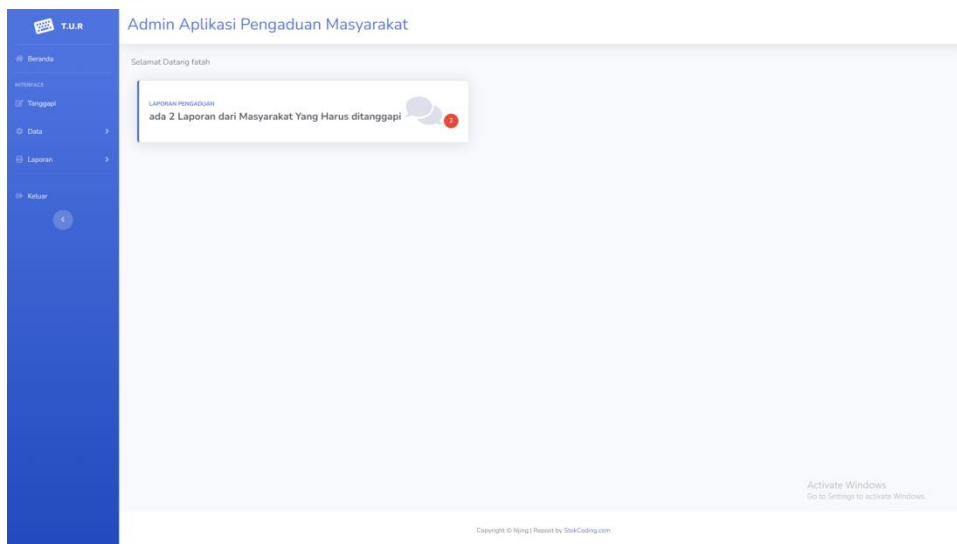 T.U.R
Admin Aplikasi Pengaduan Masyarakat
Beranda
Selamat Datang fatah
INTERFACE
Tanggapi
Data
Laporan
Keluar
LAPORAN PENGADUAN
ada 2 Laporan dari Masyarakat Yang Harus ditanggapi
2
Activate Windows
Go to Settings to activate Windows.
Copyright © Njing | Repost by StokCoding.com